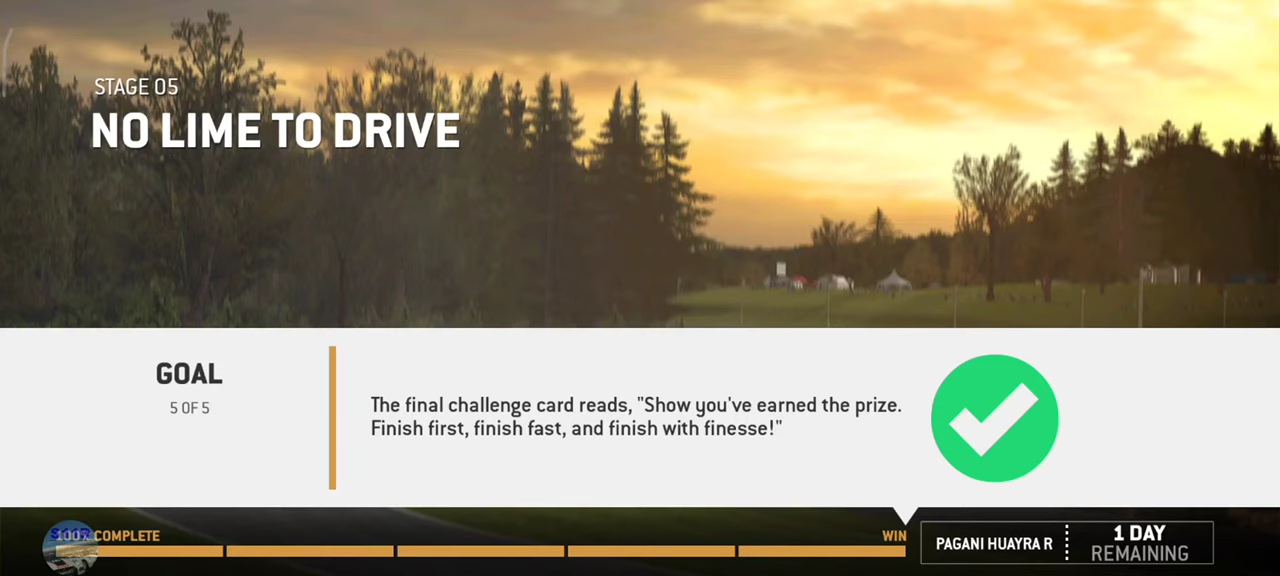 STAGE 05
NO LIME TO DRIVE
GOAL
5 OF 5
The final challenge card reads, "Show you've earned the prize.
Finish first, finish fast, and finish with finesse!"
100% COMPLETE
WIN
PAGANI HUAYRA R
1 DAY
REMAINING